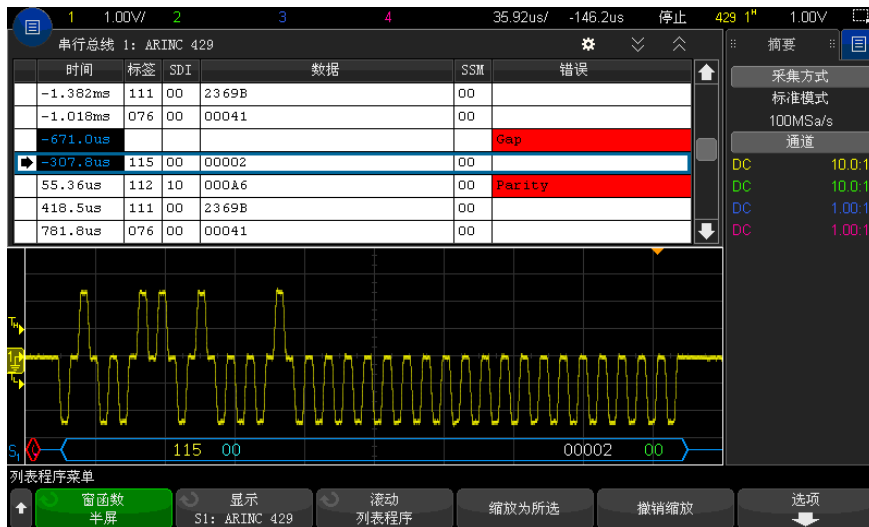 1 1.00V/ 2 3 4 35.92us/ -146.2us 停止 429 1" 1.00V
串行总线 1: ARINC 429
摘要
时间 标签 SDI 数据 SSM 错误
-1.382ms 111 00 2369B 00
-1.018ms 076 00 00041 00
-671.0us Gap
-307.8us 115 00 00002 00
55.36us 112 10 000A6 00 Parity
418.5us 111 00 2369B 00
781.8us 076 00 00041 00
采集方式
标准模式
100MSa/s
通道
DC 10.0:1
DC 10.0:1
DC 1.00:1
DC 1.00:1
TH
1
TL
S1 115 00 00002 00
列表程序菜单
窗函数
半屏
显示
S1: ARINC 429
滚动
列表程序
缩放为所选
撤销缩放
选项